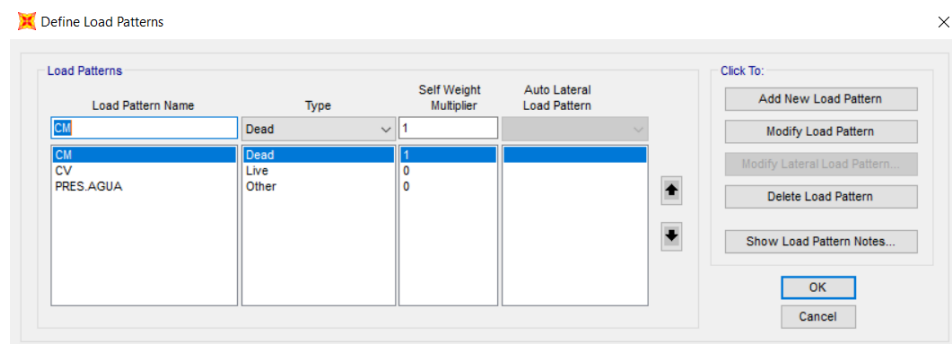 Define Load Patterns
Load Patterns
Load Pattern Name Type Self Weight Multiplier Auto Lateral Load Pattern
CM Dead 1
CM Dead 1
CV Live 0
PRES.AGUA Other 0
Click To:
Add New Load Pattern
Modify Load Pattern
Modify Lateral Load Pattern...
Delete Load Pattern
Show Load Pattern Notes...
OK
Cancel